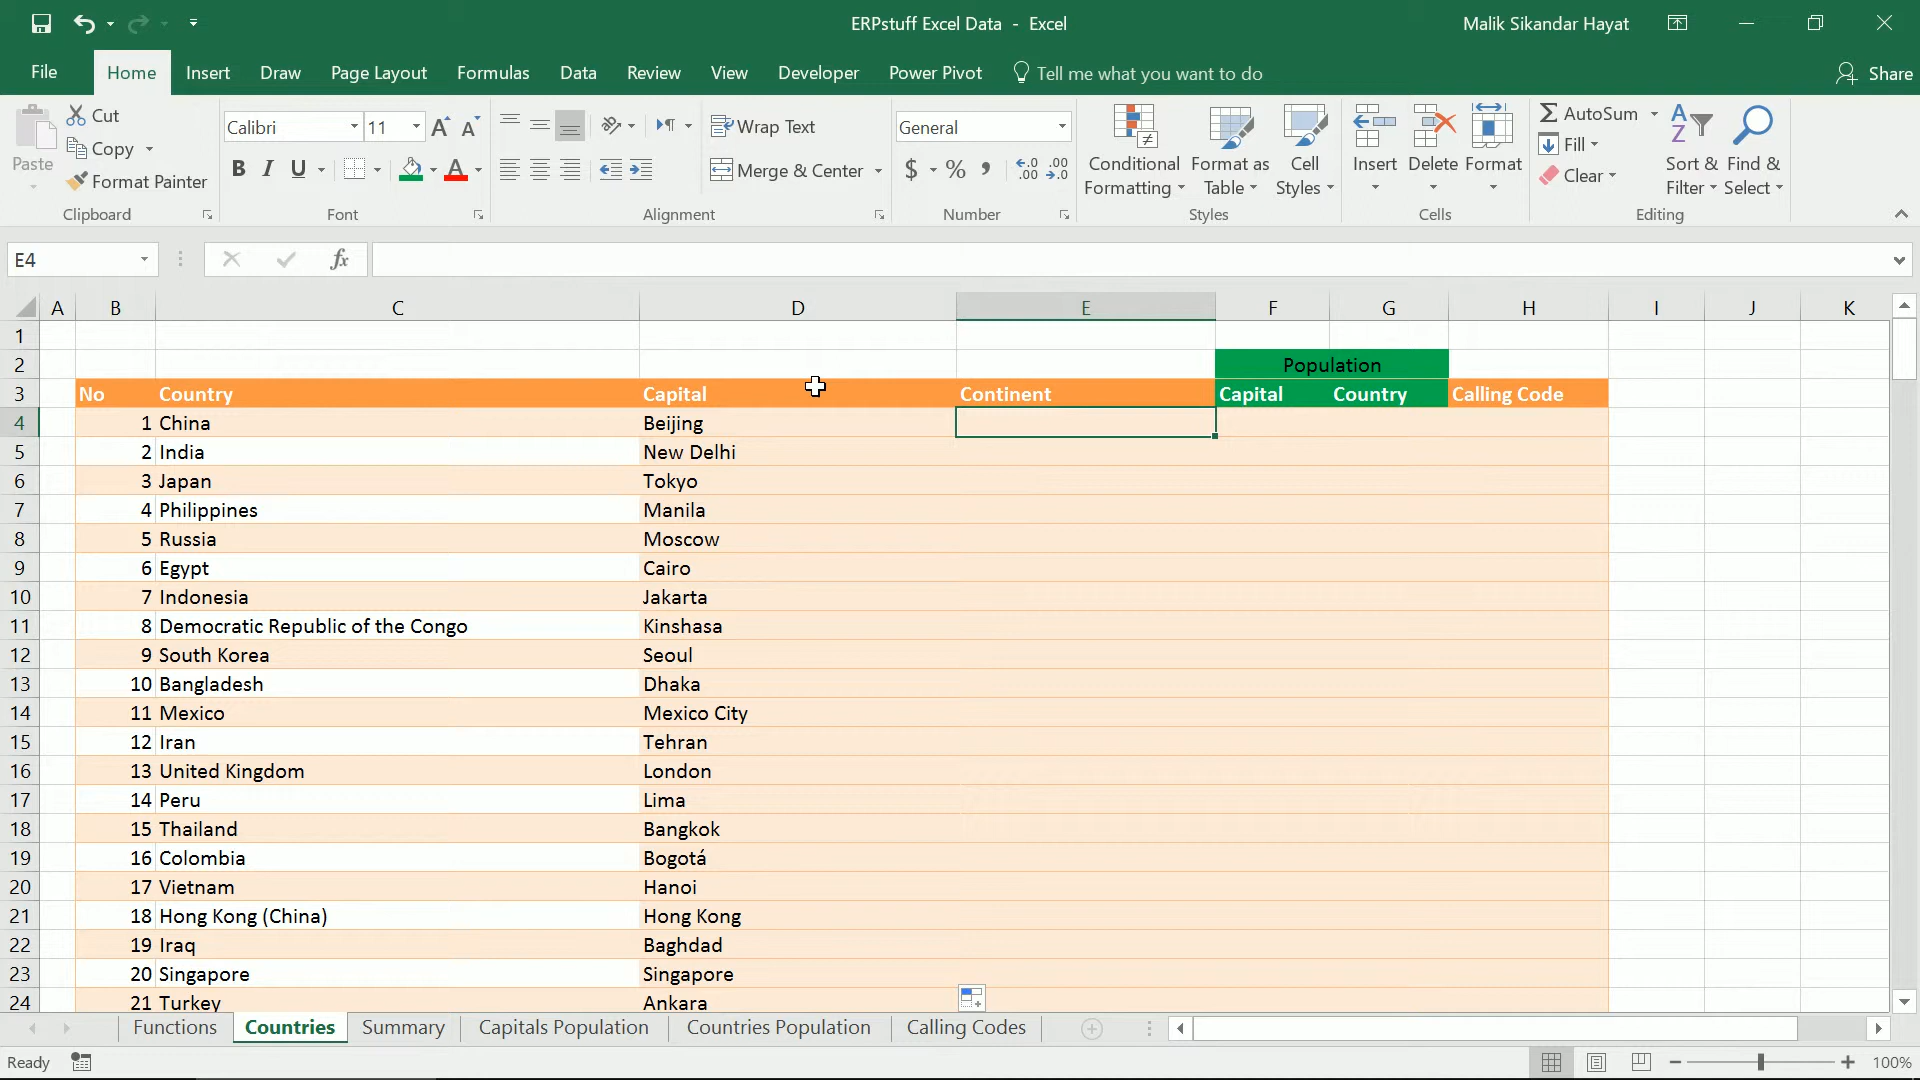 ERPstuff Excel Data - Excel
Malik Sikandar Hayat
File Home Insert Draw Page Layout Formulas Data Review View Developer Power Pivot Tell me what you want to do Share
Paste
Cut
Copy
Format Painter
Clipboard
Calibri 11
B I U
Font
Wrap Text
Merge & Center
Alignment
General
$ % ,
Number
Conditional Formatting
Format as Table
Cell Styles
Styles
Insert Delete Format
Cells
AutoSum
Fill
Clear
Sort & Filter
Find & Select
Editing
E4
fx
A B C D E F G H I J K
1
2 Population
3 No Country Capital Continent Capital Country Calling Code
4 1 China Beijing
5 2 India New Delhi
6 3 Japan Tokyo
7 4 Philippines Manila
8 5 Russia Moscow
9 6 Egypt Cairo
10 7 Indonesia Jakarta
11 8 Democratic Republic of the Congo Kinshasa
12 9 South Korea Seoul
13 10 Bangladesh Dhaka
14 11 Mexico Mexico City
15 12 Iran Tehran
16 13 United Kingdom London
17 14 Peru Lima
18 15 Thailand Bangkok
19 16 Colombia Bogotá
20 17 Vietnam Hanoi
21 18 Hong Kong (China) Hong Kong
22 19 Iraq Baghdad
23 20 Singapore Singapore
24 21 Turkey Ankara
Functions Countries Summary Capitals Population Countries Population Calling Codes
Ready
100%